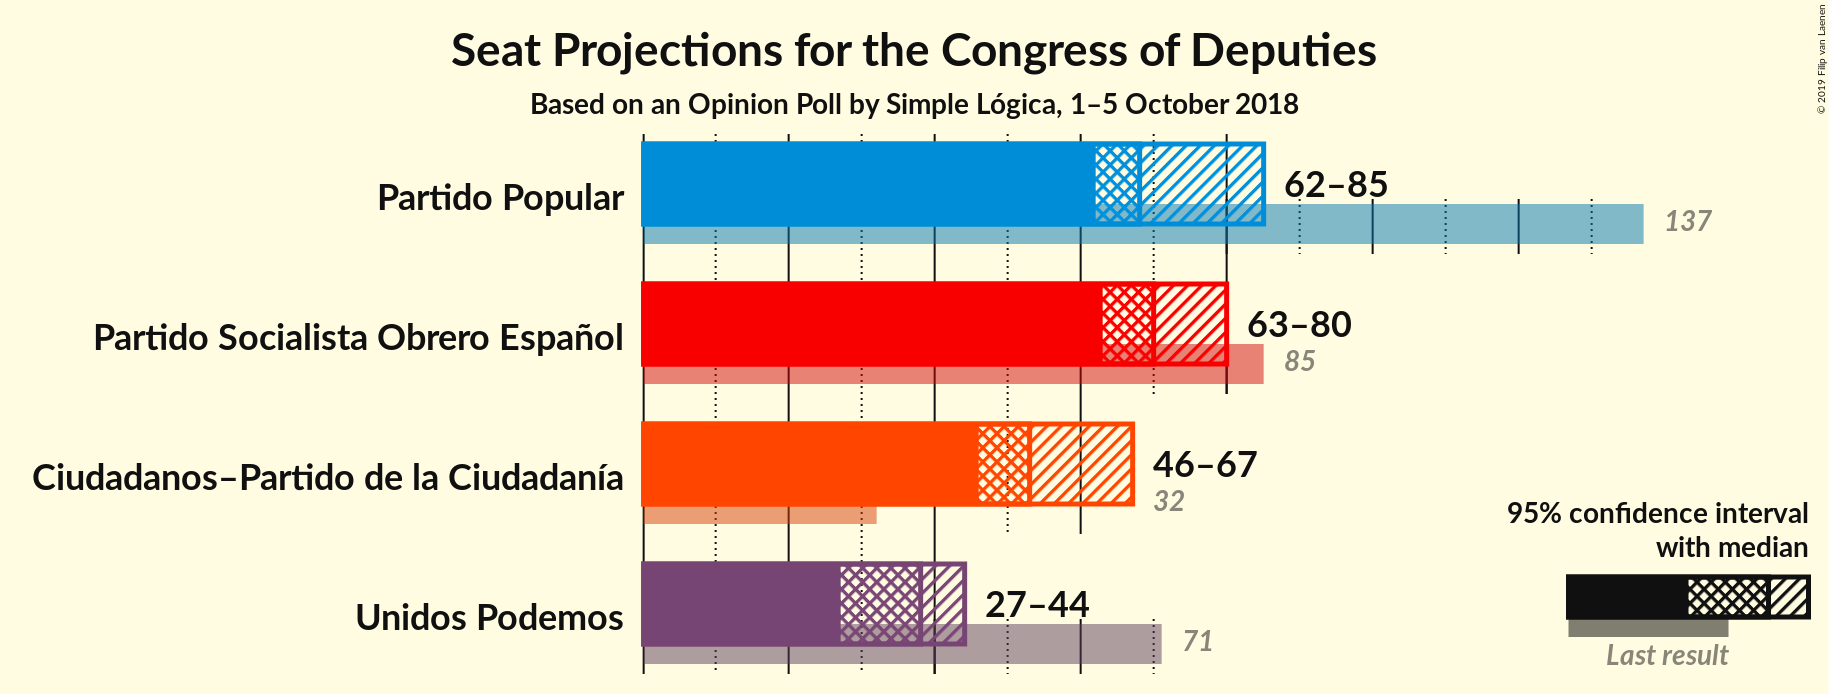 Seat Projections for the Congress of Deputies
Based on an Opinion Poll by Simple Lógica, 1–5 October 2018
© 2019 Filip van Laenen
Partido Popular
62–85
137
Partido Socialista Obrero Español
63–80
85
Ciudadanos–Partido de la Ciudadanía
46–67
32
Unidos Podemos
27–44
71
95% confidence interval
with median
Last result